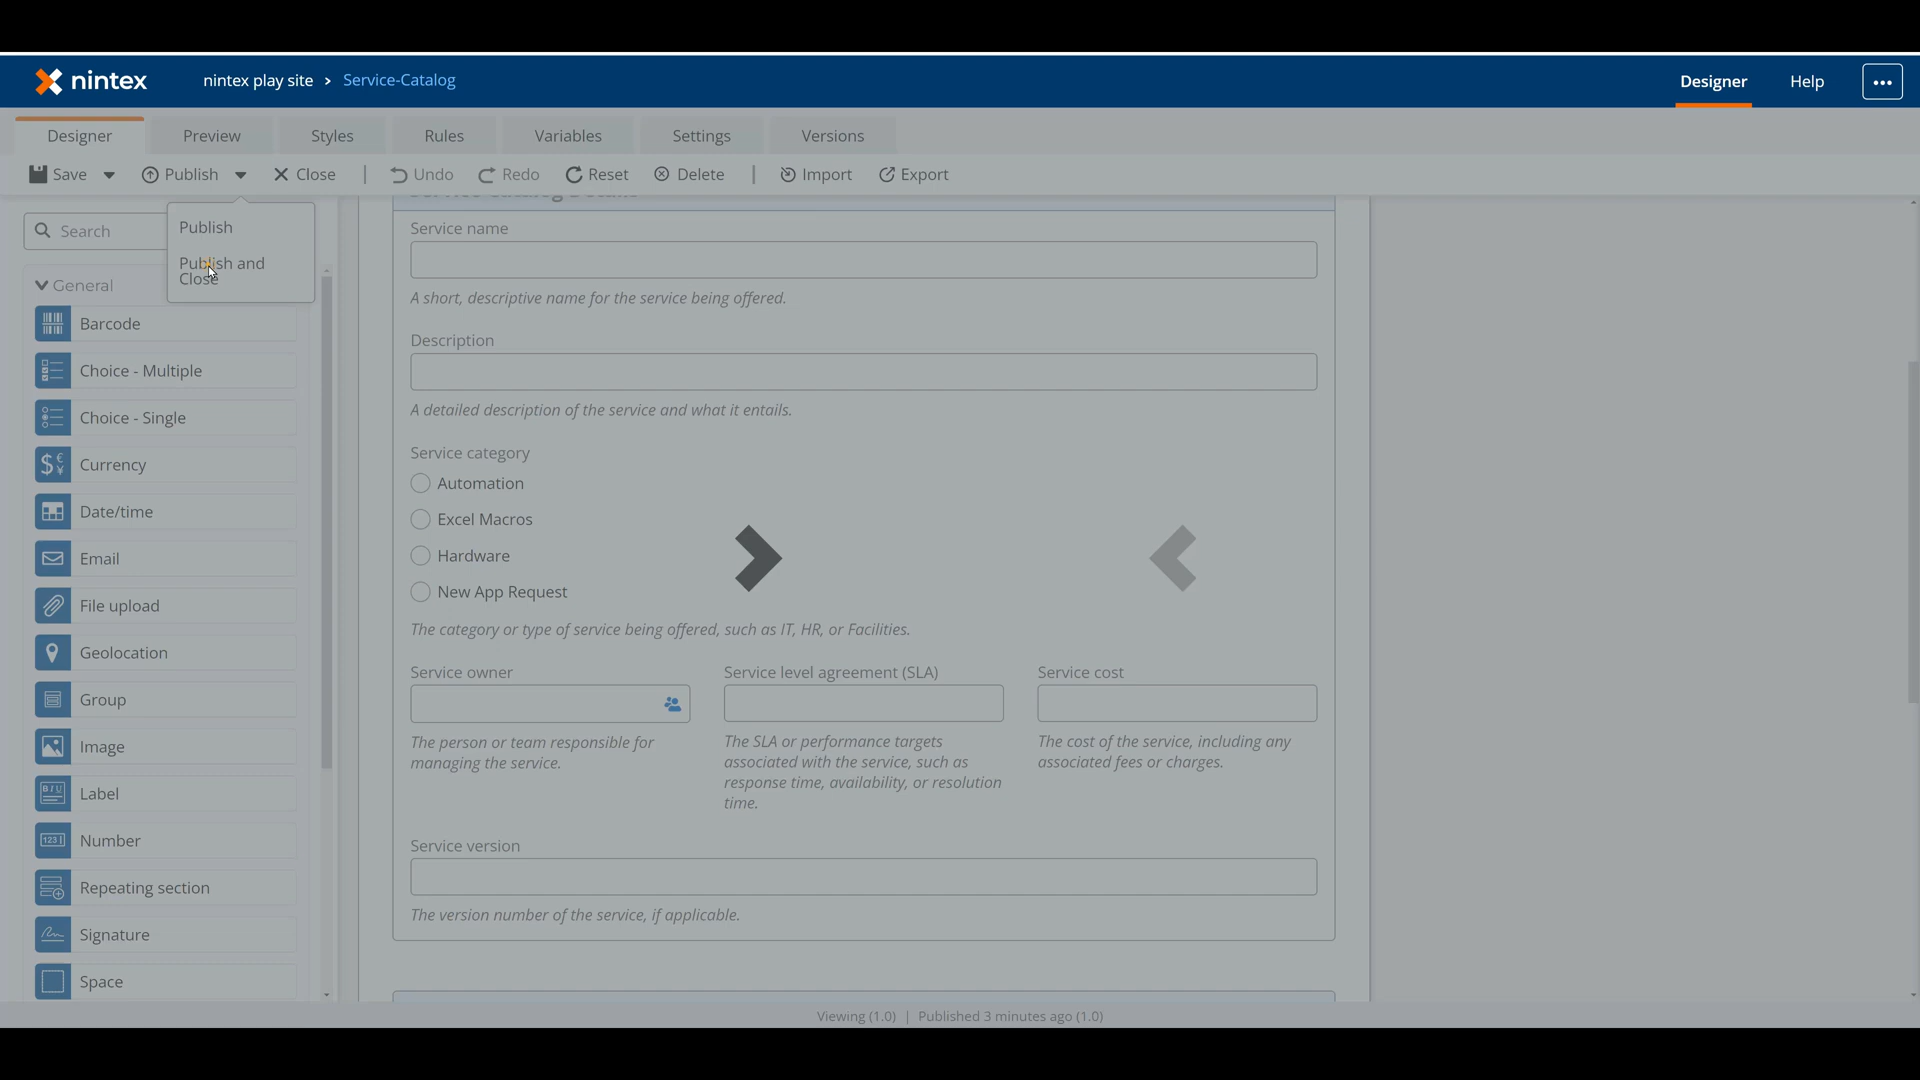 nintex
nintex play site > Service-Catalog
Designer
Help
Designer
Preview
Styles
Rules
Variables
Settings
Versions
Save
Publish
Close
Undo
Redo
Reset
Delete
Import
Export
Search
Publish
Publish and
Close
General
Barcode
Choice - Multiple
Choice - Single
Currency
Date/time
Email
File upload
Geolocation
Group
Image
Label
Number
Repeating section
Signature
Space
Service Catalog Details
Service name
A short, descriptive name for the service being offered.
Description
A detailed description of the service and what it entails.
Service category
Automation
Excel Macros
Hardware
New App Request
The category or type of service being offered, such as IT, HR, or Facilities.
Service owner
The person or team responsible for
managing the service.
Service level agreement (SLA)
The SLA or performance targets
associated with the service, such as
response time, availability, or resolution
time.
Service cost
The cost of the service, including any
associated fees or charges.
Service version
The version number of the service, if applicable.
Viewing (1.0) | Published 3 minutes ago (1.0)